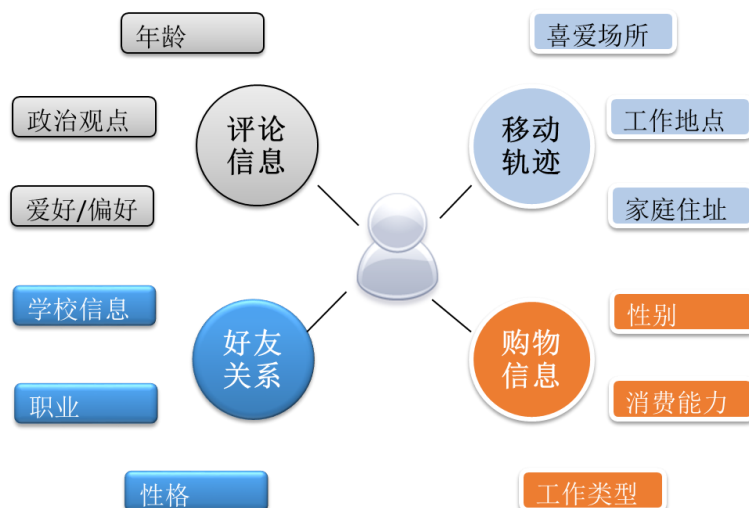 年龄
喜爱场所
政治观点
评论
信息
移动
轨迹
工作地点
爱好/偏好
家庭住址
学校信息
好友
关系
购物
信息
性别
职业
消费能力
性格
工作类型